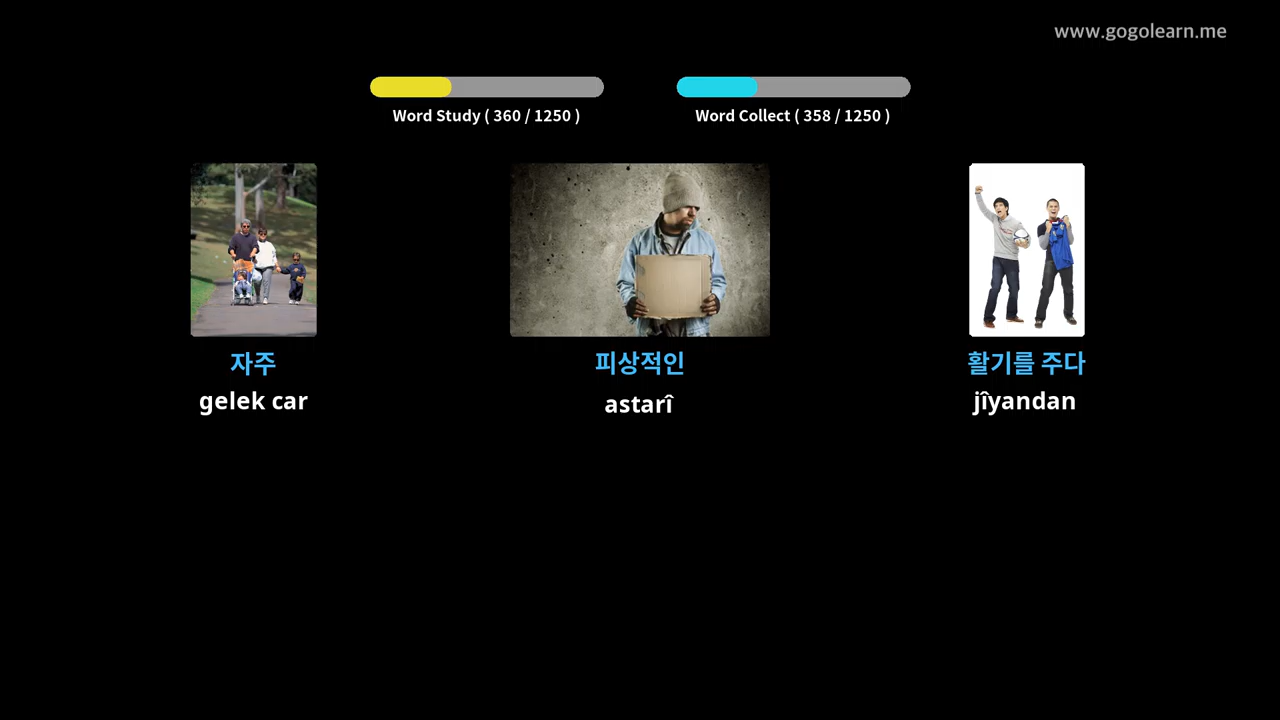 www.gogolearn.me
Word Study ( 360 / 1250 )
Word Collect ( 358 / 1250 )
자주
피상적인
활기를 주다
gelek car
astarî
jîyandan